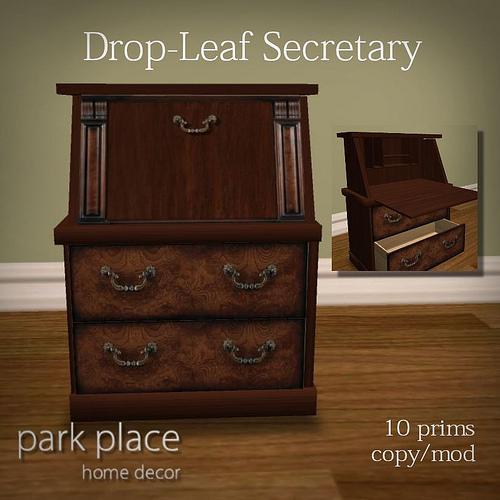 Drop-Leaf Secretary
park place
home decor
10 prims
copy/mod